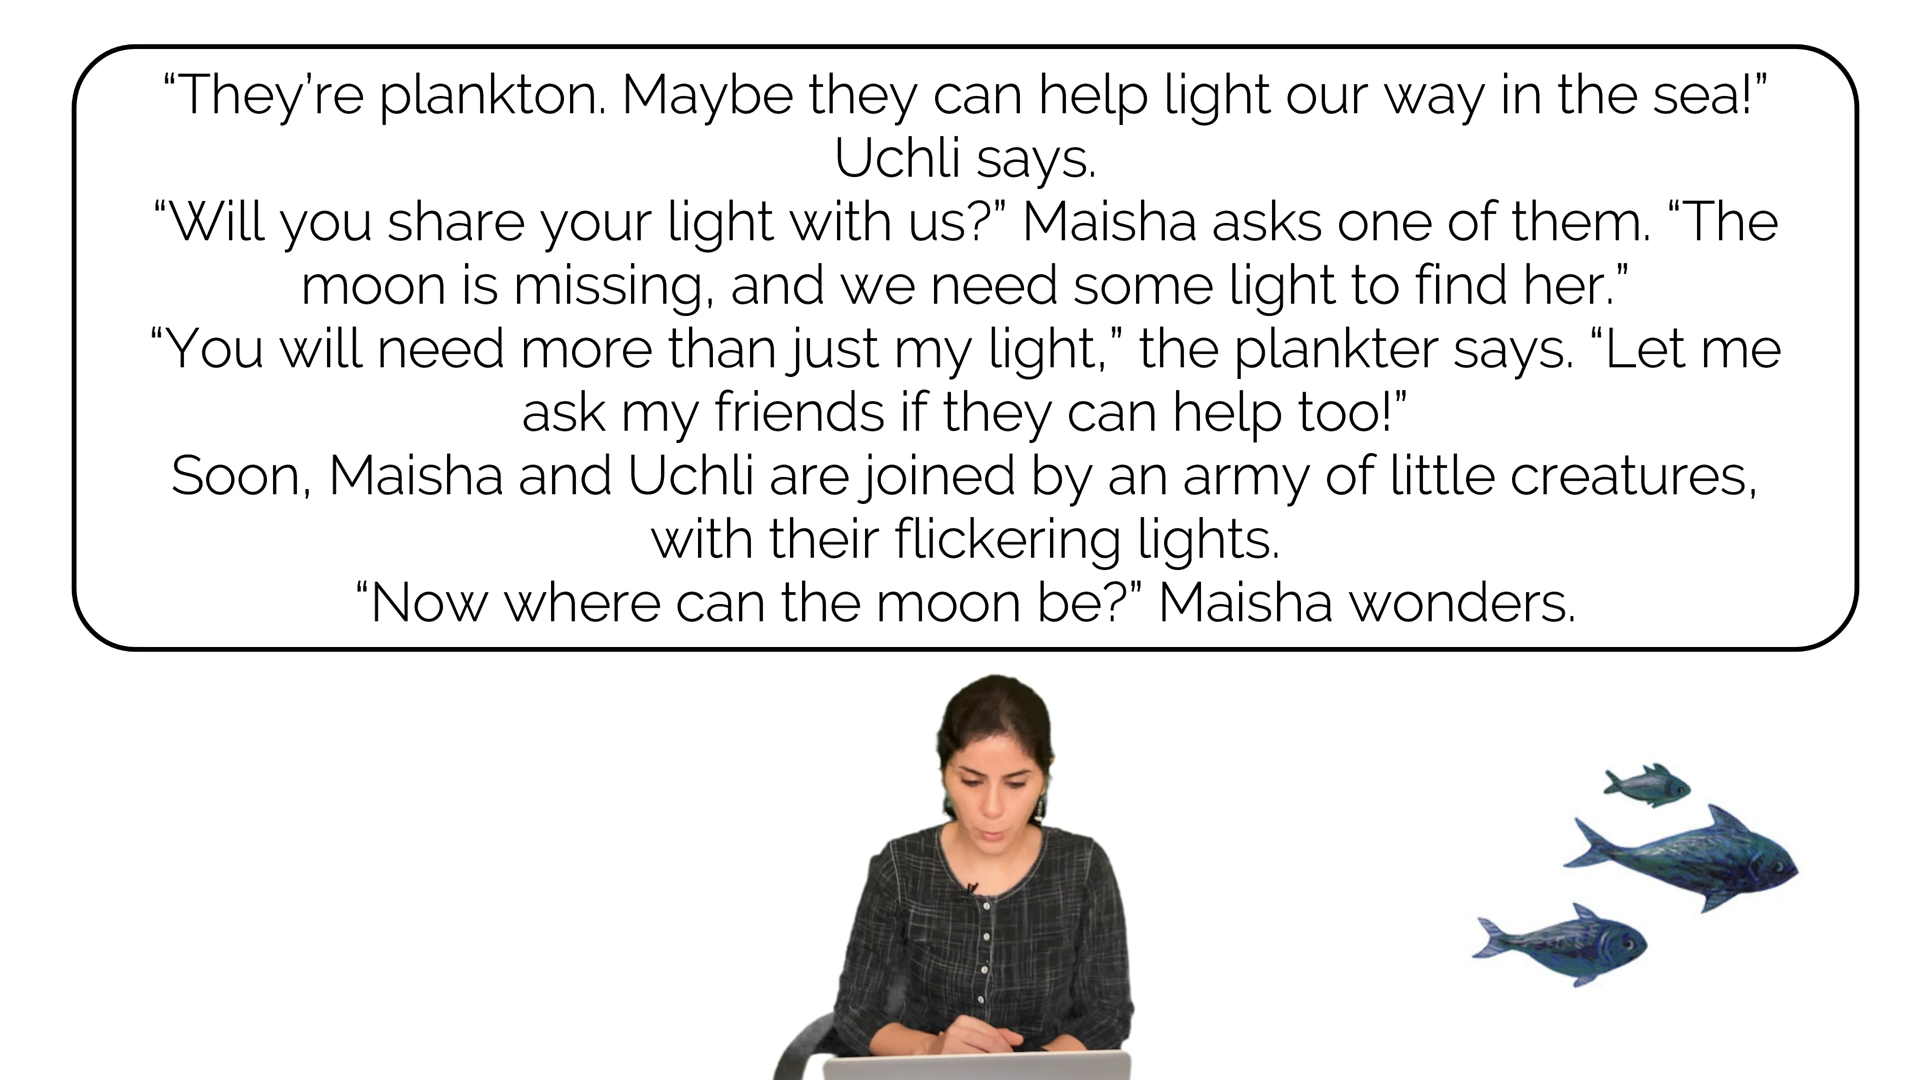 “They’re plankton. Maybe they can help light our way in the sea!”
Uchli says.
“Will you share your light with us?” Maisha asks one of them. “The
moon is missing, and we need some light to find her.”
“You will need more than just my light,” the plankter says. “Let me
ask my friends if they can help too!”
Soon, Maisha and Uchli are joined by an army of little creatures,
with their flickering lights.
“Now where can the moon be?” Maisha wonders.